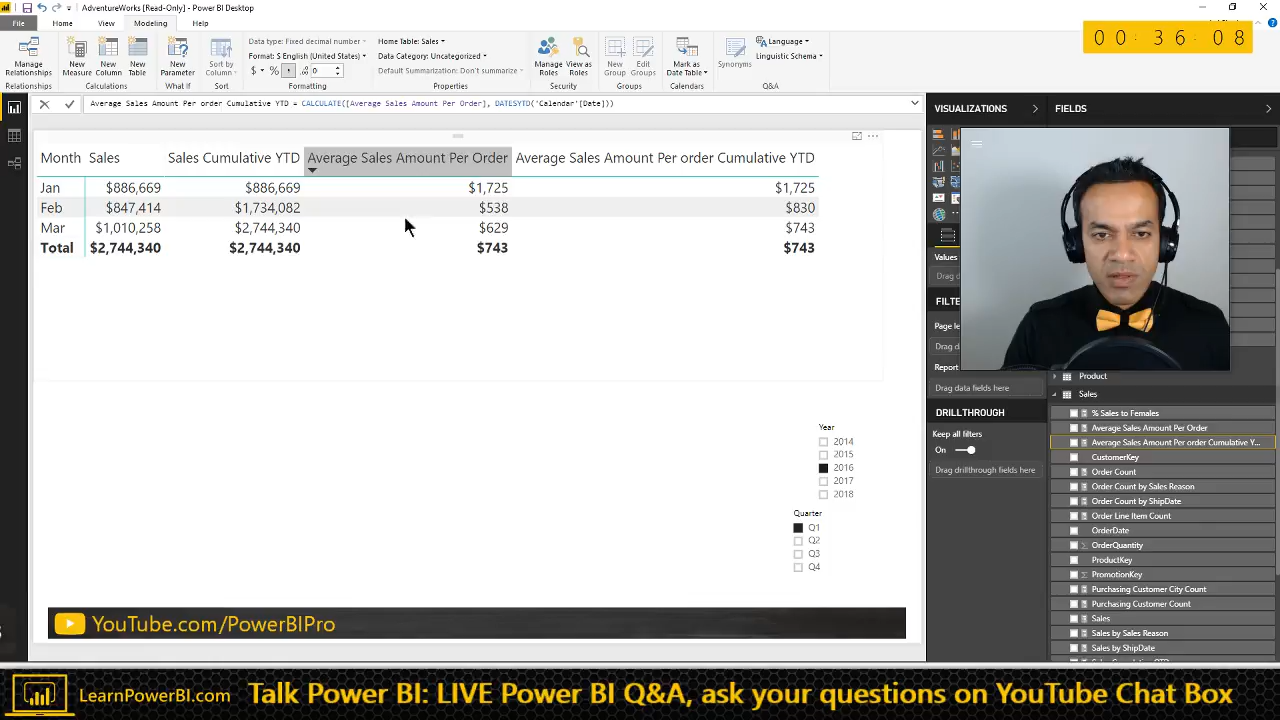 AdventureWorks [Read-Only] - Power BI Desktop
File Home View Modeling Help
00:36:08
Manage Relationships
New Measure
New Column
New Table
New Parameter
Sort by Column
Data type: Fixed decimal number
Format: $ English (United States)
$ % , .00 0
Home Table: Sales
Data Category: Uncategorized
Default Summarization: Don't summarize
Manage Roles
View as Roles
New Group
Edit Groups
Mark as Date Table
Synonyms
Language
Linguistic Schema
Relationships Calculations Sort Formatting Properties Security Groups Calendars Q&A
Average Sales Amount Per order Cumulative YTD = CALCULATE([Average Sales Amount Per Order], DATESYTD('Calendar'[Date]))
Month Sales Sales Cumulative YTD Average Sales Amount Per Order Average Sales Amount Per order Cumulative YTD
Jan $886,669 $886,669 $1,725 $1,725
Feb $847,414 $1,734,082 $538 $830
Mar $1,010,258 $2,744,340 $629 $743
Total $2,744,340 $2,744,340 $743 $743
Year
2014
2015
2016
2017
2018
Quarter
Q1
Q2
Q3
Q4
YouTube.com/PowerBIPro
VISUALIZATIONS
Values
Page le
Report
Drag data fields here
DRILLTHROUGH
Keep all filters
On
Drag drillthrough fields here
FIELDS
Product
Sales
% Sales to Females
Average Sales Amount Per Order
Average Sales Amount Per order Cumulative Y...
CustomerKey
Order Count
Order Count by Sales Reason
Order Count by ShipDate
Order Line Item Count
OrderDate
OrderQuantity
ProductKey
PromotionKey
Purchasing Customer City Count
Purchasing Customer Count
Sales
Sales by Sales Reason
Sales by ShipDate
LearnPowerBI.com
Talk Power BI: LIVE Power BI Q&A, ask your questions on YouTube Chat Box